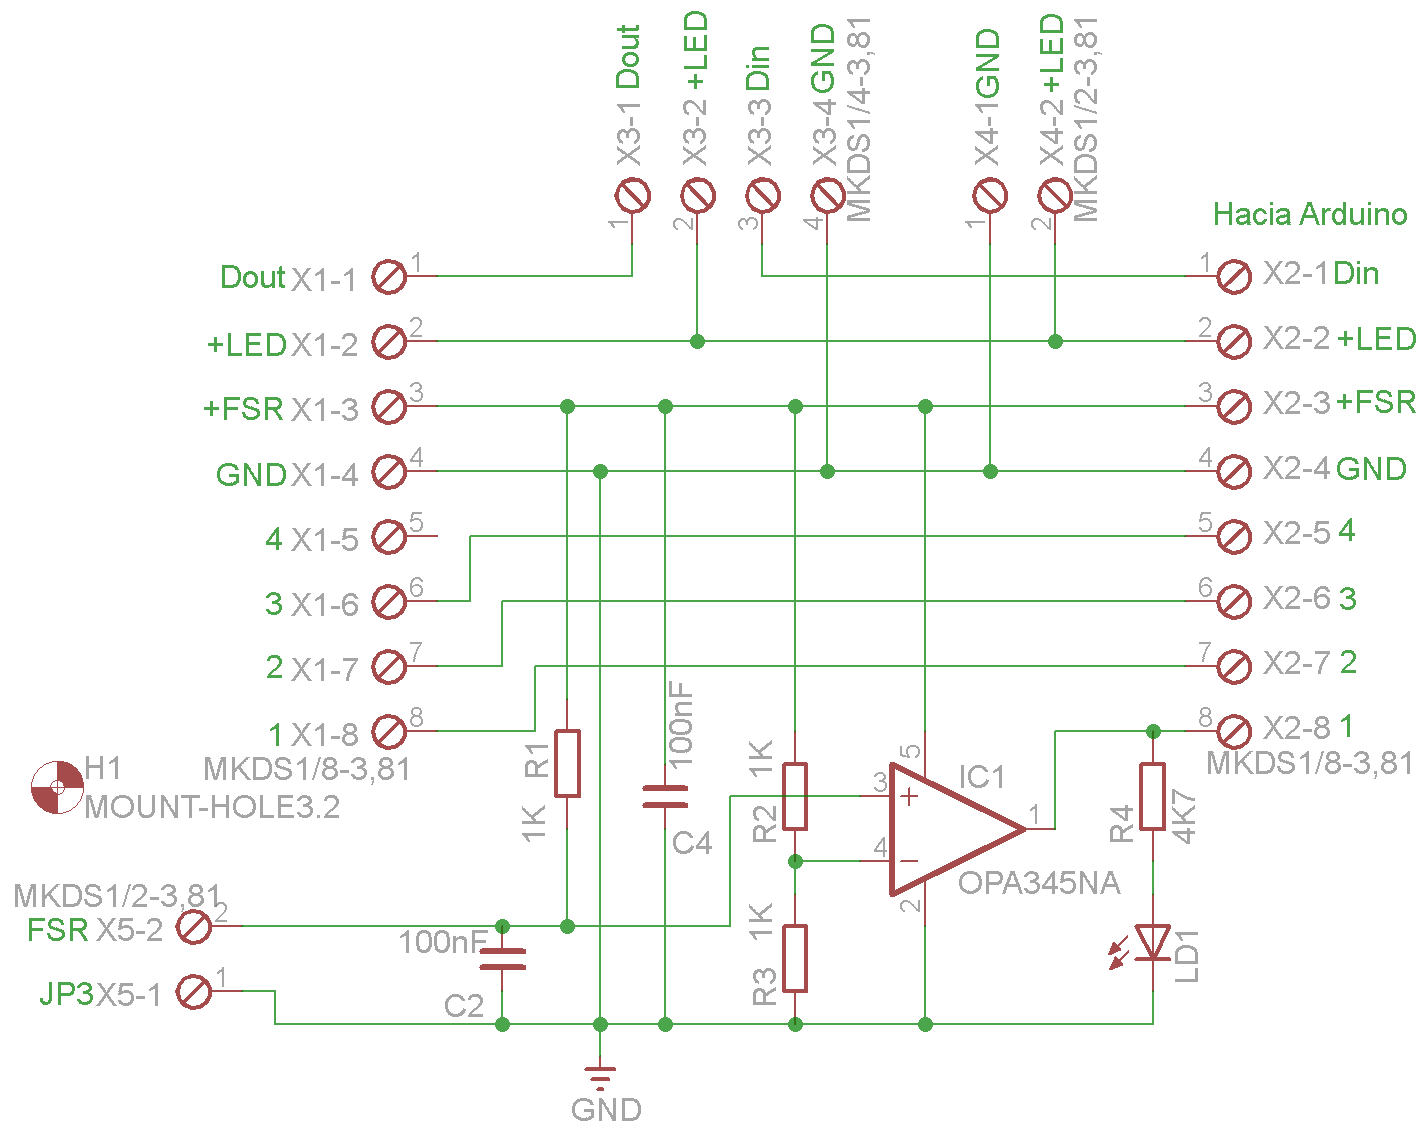 Dout
X3-1
1
+LED
X3-2
2
Din
X3-3
3
GND
X3-4
4
MKDS1/4-3,81
GND
X4-1
1
+LED
X4-2
2
MKDS1/2-3,81
Hacia Arduino
Dout X1-1 1
1 X2-1 Din
+LED X1-2 2
2 X2-2 +LED
+FSR X1-3 3
3 X2-3 +FSR
GND X1-4 4
4 X2-4 GND
4 X1-5 5
5 X2-5 4
3 X1-6 6
6 X2-6 3
2 X1-7 7
7 X2-7 2
1 X1-8 8
8 X2-8 1
MKDS1/8-3,81
MKDS1/8-3,81
H1
MOUNT-HOLE3.2
R1
1K
100nF
C4
1K
R2
3
+
4
−
5
2
1
IC1
OPA345NA
R4
4K7
MKDS1/2-3,81
FSR X5-2 2
JP3 X5-1 1
100nF
C2
1K
R3
LD1
GND